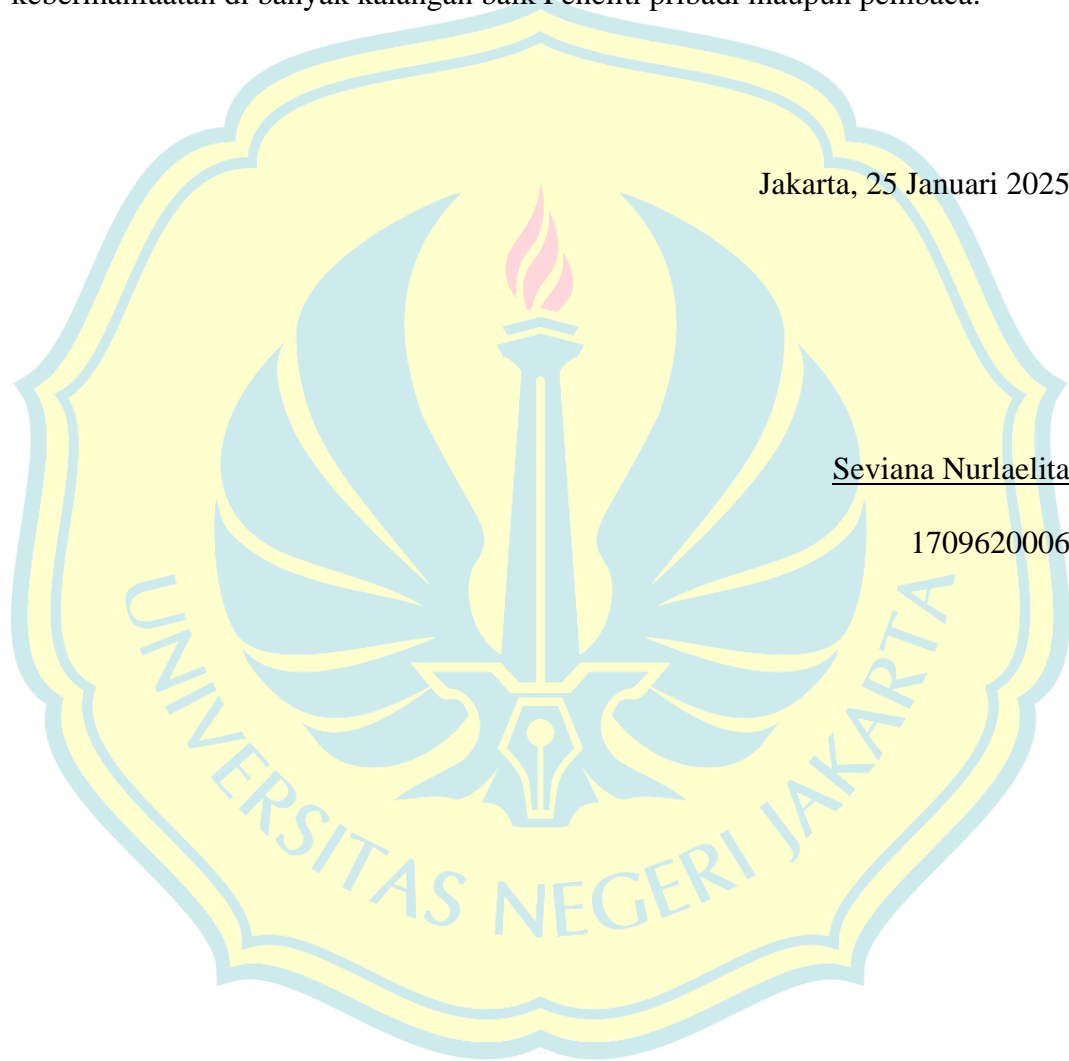 kebermanfaatan di banyak kalangan baik Peneliti pribadi maupun pembaca.
Jakarta, 25 Januari 2025
Seviana Nurlaelita
1709620006
UNIVERSITAS NEGERI JAKARTA